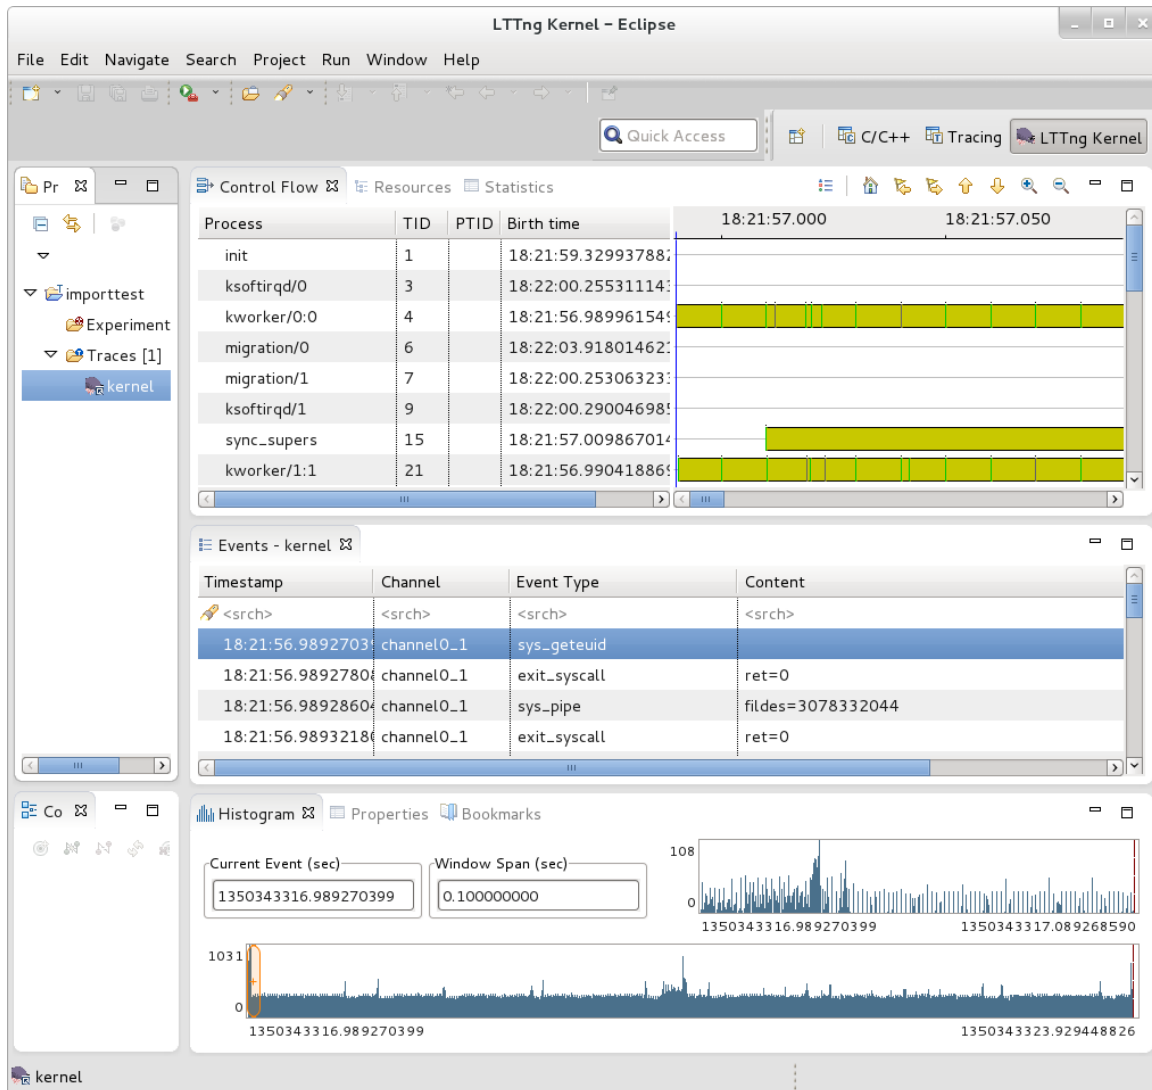 LTTng Kernel - Eclipse
File Edit Navigate Search Project Run Window Help
Quick Access C/C++ Tracing LTTng Kernel
Pr
importtest
Experiment
Traces [1]
kernel
Control Flow Resources Statistics
Process TID PTID Birth time 18:21:57.000 18:21:57.050
init 1 18:21:59.329937882
ksoftirqd/0 3 18:22:00.255311143
kworker/0:0 4 18:21:56.989961549
migration/0 6 18:22:03.918014621
migration/1 7 18:22:00.253063233
ksoftirqd/1 9 18:22:00.290046985
sync_supers 15 18:21:57.009867014
kworker/1:1 21 18:21:56.990418869
Events - kernel
Timestamp Channel Event Type Content
<srch> <srch> <srch> <srch>
18:21:56.9892703 channel0_1 sys_geteuid
18:21:56.9892780 channel0_1 exit_syscall ret=0
18:21:56.9892860 channel0_1 sys_pipe fildes=3078332044
18:21:56.9893218 channel0_1 exit_syscall ret=0
Co
Histogram Properties Bookmarks
Current Event (sec) Window Span (sec)
1350343316.989270399 0.100000000
108
0
1350343316.989270399 1350343317.089268590
1031
0
1350343316.989270399 1350343323.929448826
kernel